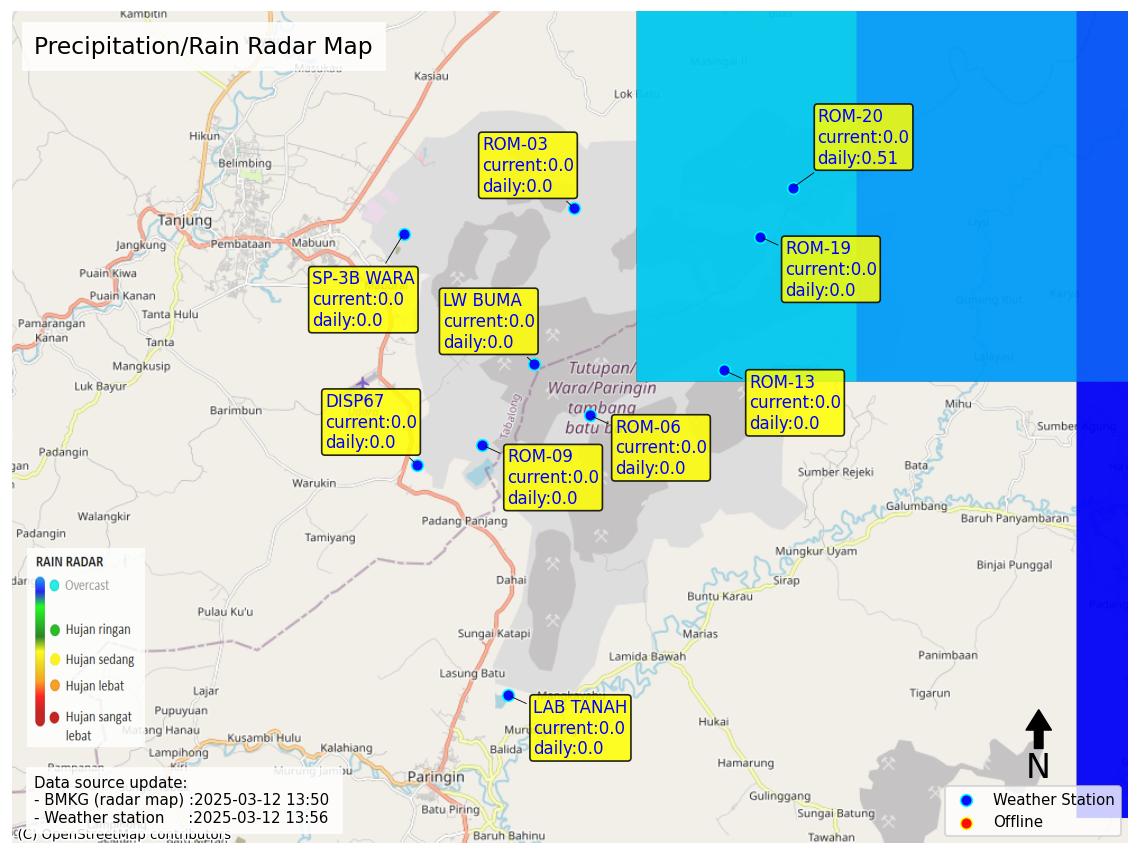 Kambitin
Precipitation/Rain Radar Map
Kasiau
Lok Batu
Hikun
Belimbing
Tanjung
Jangkung
Pembataan
Mabuun
Puain Kiwa
Puain Kanan
Tanta Hulu
Pamarangan
Kanan
Tanta
Mangkusip
Luk Bayur
Barimbun
Padangin
Warukin
Walangkir
Padangin
Tamiyang
Padang Panjang
Tabalong
Tutupan/
Wara/Paringin
tambang
ROM-03
current:0.0
daily:0.0
ROM-20
current:0.0
daily:0.51
ROM-19
current:0.0
daily:0.0
SP-3B WARA
current:0.0
daily:0.0
LW BUMA
current:0.0
daily:0.0
ROM-13
current:0.0
daily:0.0
DISP67
current:0.0
daily:0.0
ROM-06
current:0.0
daily:0.0
ROM-09
current:0.0
daily:0.0
LAB TANAH
current:0.0
daily:0.0
Mihu
Sumber Rejeki
Bata
Galumbang
Baruh Panyambaran
Mungkur Uyam
Binjai Punggal
Sirap
Buntu Karau
Marias
Lamida Bawah
Panimbaan
Tigarun
Hukai
Hamarung
Gulinggang
Sungai Batung
Tawahan
Dahai
Sungai Katapi
Lasung Batu
Balida
Paringin
Batu Piring
Baruh Bahinu
Pulau Ku'u
Lajar
Pupuyuan
Matang Hanau
Kusambi Hulu
Lampihong
Kalahiang
Murung Jambu
RAIN RADAR
Overcast
Hujan ringan
Hujan sedang
Hujan lebat
Hujan sangat
lebat
Data source update:
- BMKG (radar map) :2025-03-12 13:50
- Weather station :2025-03-12 13:56
(C) OpenStreetMap contributors
N
Weather Station
Offline